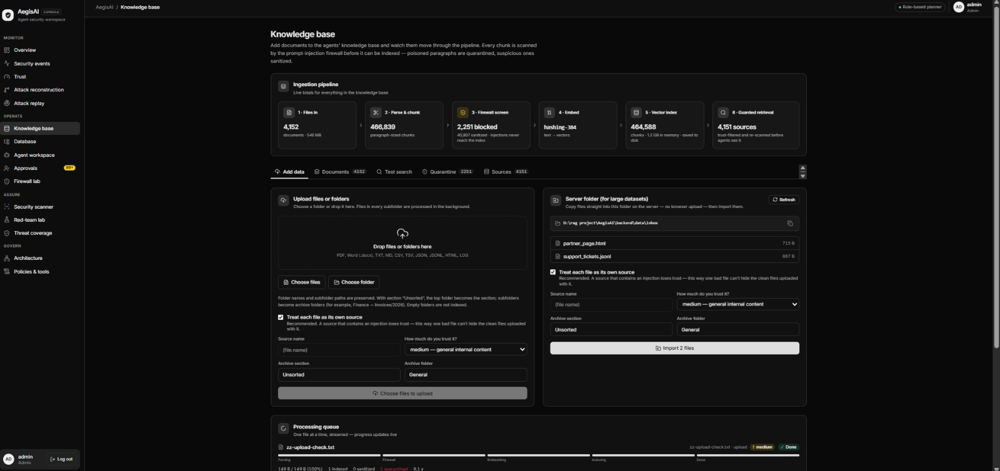 AegisAI CONSOLE
Agent security workspace
MONITOR
Overview
Security events
Trust
Attack reconstruction
Attack replay
OPERATE
Knowledge base
Database
Agent workspace
Approvals 99+
Firewall lab
ASSURE
Security scanner
Red-team lab
Threat coverage
GOVERN
Architecture
Policies & tools
AD admin
Admin
Log out
AegisAI / Knowledge base
Rule-based planner
AD admin
Admin
Knowledge base
Add documents to the agents' knowledge base and watch them move through the pipeline. Every chunk is scanned
by the prompt-injection firewall before it can be indexed — poisoned paragraphs are quarantined, suspicious ones
sanitized.
Ingestion pipeline
Live totals for everything in the knowledge base
1 · Files in
4,152
documents · 546 MB
2 · Parse & chunk
466,839
paragraph-sized chunks
3 · Firewall screen
2,251 blocked
40,807 sanitized · injections never
reach the index
4 · Embed
hashing-384
text → vectors
5 · Vector index
464,588
chunks · 1.2 GB in memory · saved to
disk
6 · Guarded retrieval
4,151 sources
trust-filtered and re-scanned before
agents see it
Add data Documents 4152 Test search Quarantine 2251 Sources 4151
Upload files or folders
Choose a folder or drop it here. Files in every subfolder are processed in the background.
Drop files or folders here
PDF, Word (.docx), TXT, MD, CSV, TSV, JSON, JSONL, HTML, LOG
Choose files Choose folder
Folder names and subfolder paths are preserved. With section "Unsorted", the top folder becomes the section; subfolders
become archive folders (for example, Finance → Invoices/2026). Empty folders are not indexed.
Treat each file as its own source
Recommended. A source that contains an injection loses trust — this way one bad file can't hide the clean files uploaded
with it.
Source name How much do you trust it?
(file name) medium — general internal content
Archive section Archive folder
Unsorted General
Choose files to upload
Server folder (for large datasets)
Copy files straight into this folder on the server — no browser upload — then import them.
Refresh
D:\rag project\AegisAI\backend\data\inbox
partner_page.html 715 B
support_tickets.jsonl 867 B
Treat each file as its own source
Recommended. A source that contains an injection loses trust — this way one bad file can't hide the clean files uploaded
with it.
Source name How much do you trust it?
(file name) medium — general internal content
Archive section Archive folder
Unsorted General
Import 2 files
Processing queue
One file at a time, streamed — progress updates live
zz-upload-check.txt zz-upload-check.txt · upload ! medium ✓ Done
Parsing Firewall Embedding Indexing Done
149 B / 149 B (100%) 1 indexed 0 sanitized 1 quarantined 9.1 s